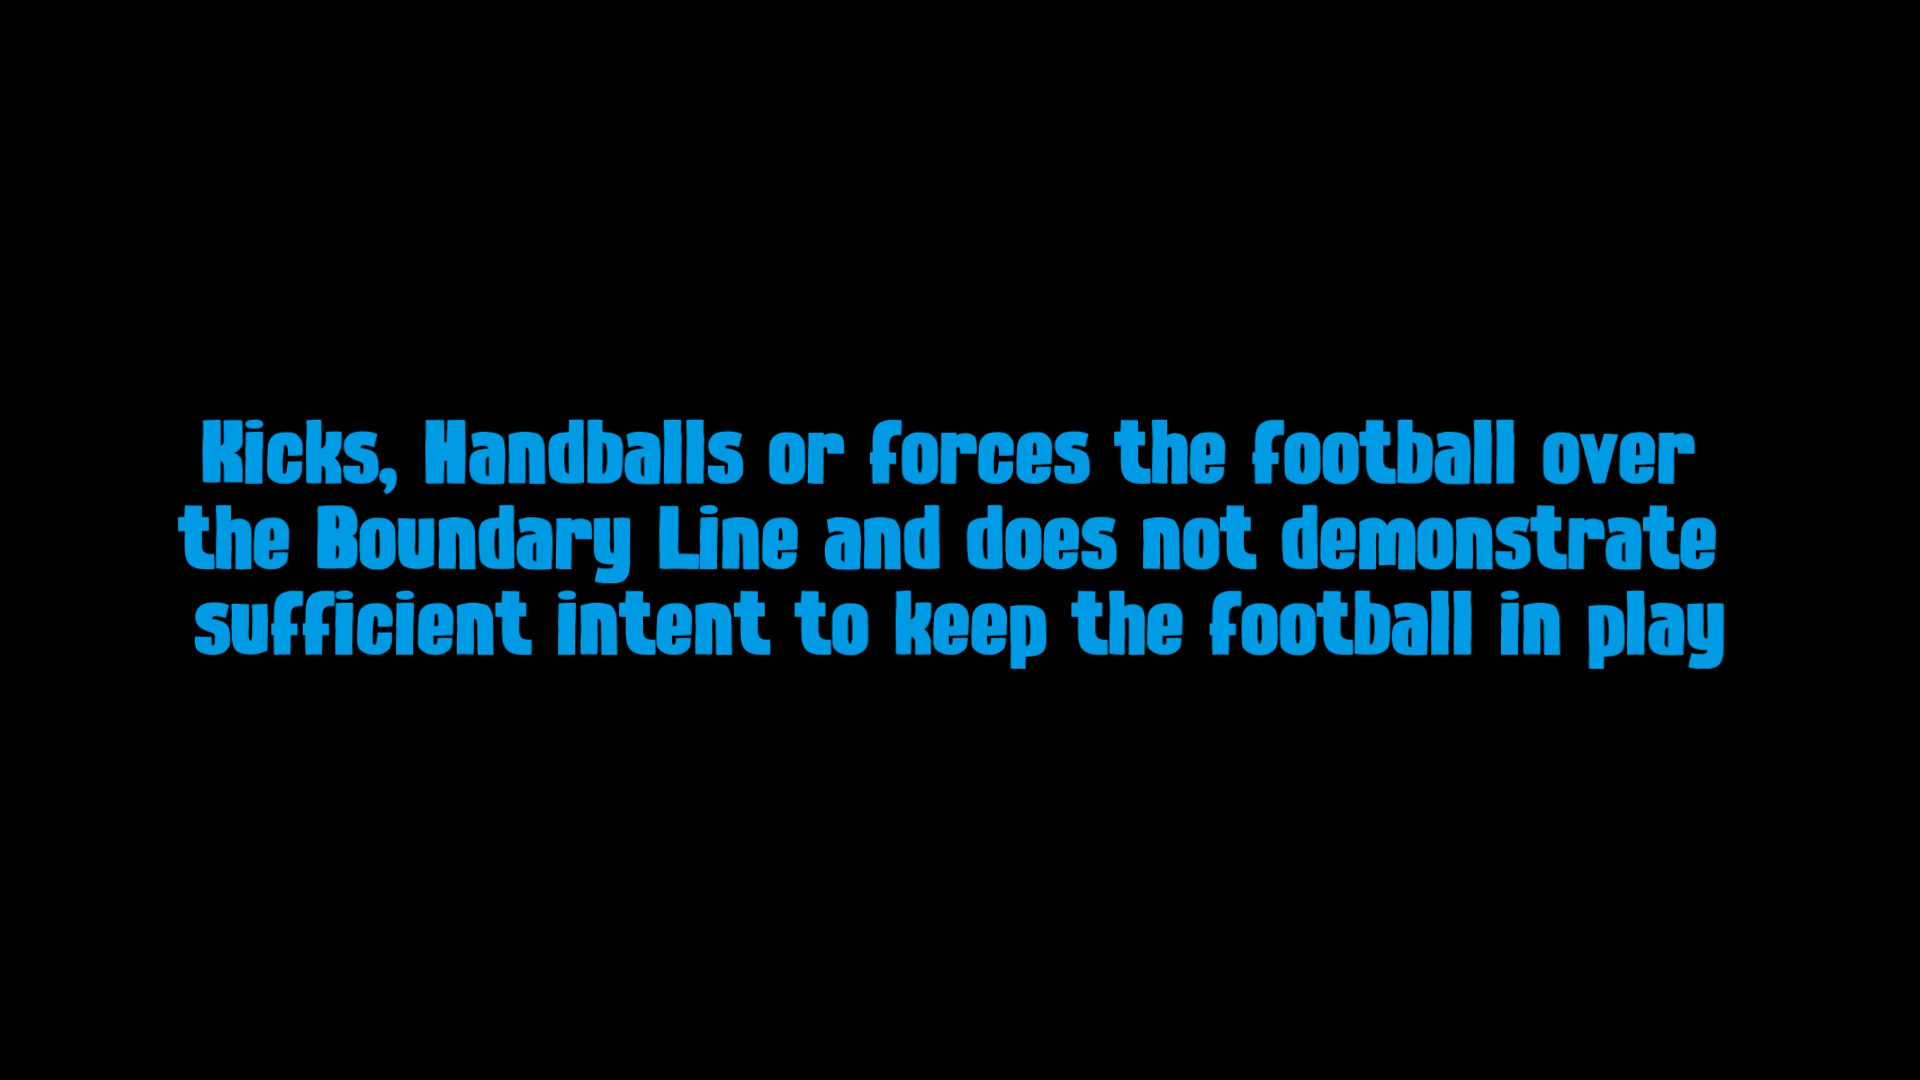 Kicks, Handballs or forces the football over
the Boundary Line and does not demonstrate
sufficient intent to keep the football in play